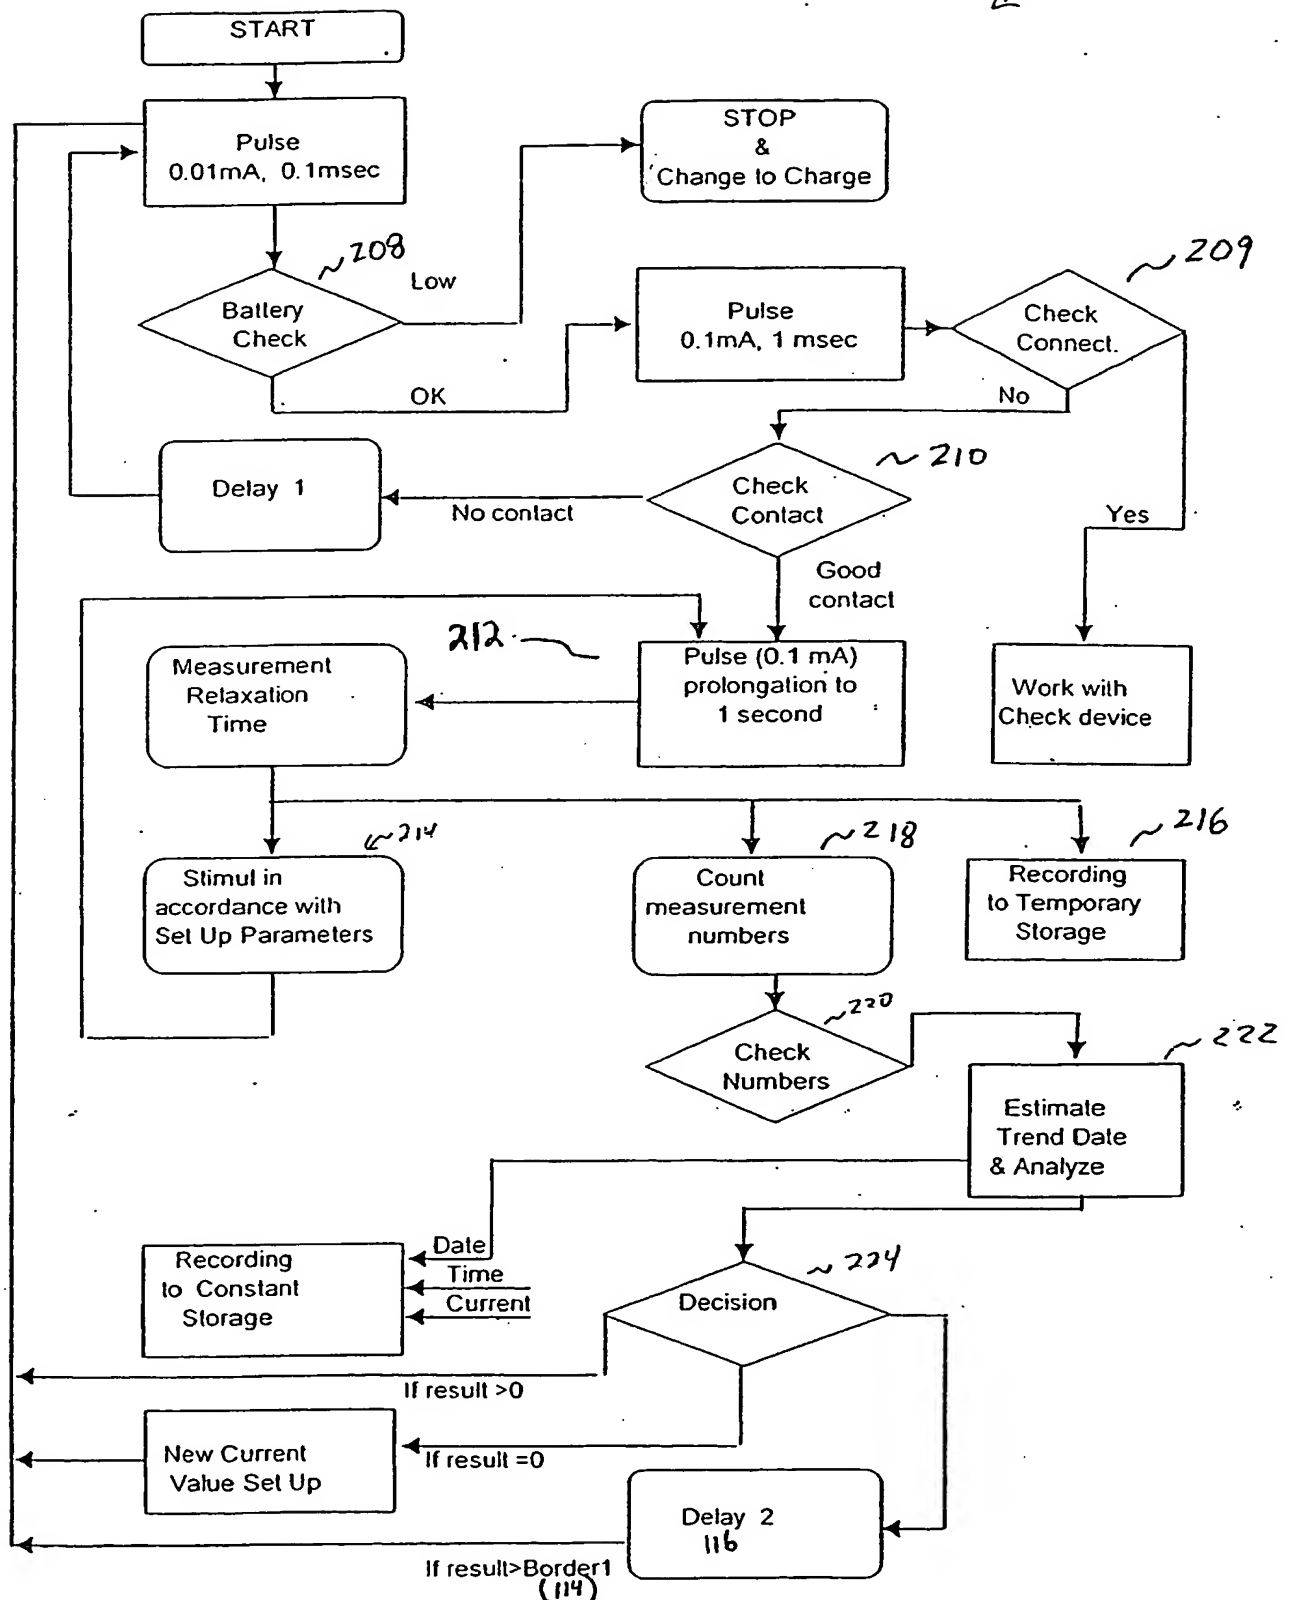 START
Pulse
0.01mA, 0.1msec
STOP
&
Change to Charge
208
Battery
Check
Low
OK
Pulse
0.1mA, 1 msec
209
Check
Connect.
No
Yes
Delay 1
No contact
210
Check
Contact
Good
contact
212
Pulse (0.1 mA)
prolongation to
1 second
Measurement
Relaxation
Time
Work with
Check device
214
Stimul in
accordance with
Set Up Parameters
218
Count
measurement
numbers
216
Recording
to Temporary
Storage
220
Check
Numbers
222
Estimate
Trend Date
& Analyze
Recording
to Constant
Storage
Date
Time
Current
224
Decision
If result >0
New Current
Value Set Up
If result =0
Delay 2
116
If result>Border1
(114)